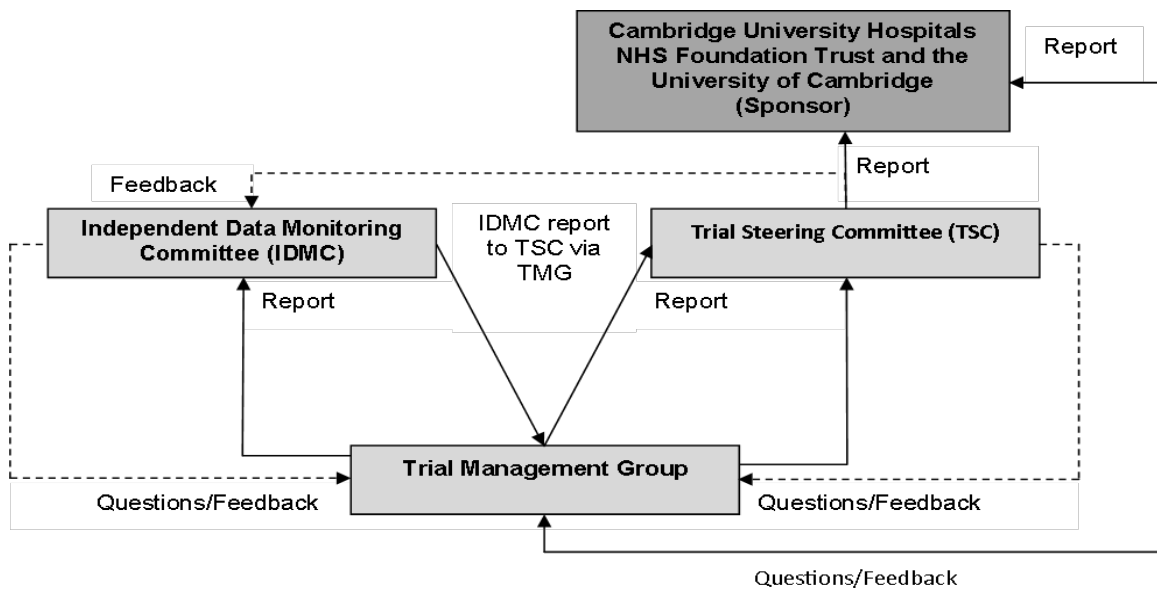 Cambridge University Hospitals
NHS Foundation Trust and the
University of Cambridge
(Sponsor)
Report
Report
Feedback
Independent Data Monitoring
Committee (IDMC)
IDMC report
to TSC via
TMG
Trial Steering Committee (TSC)
Report
Report
Trial Management Group
Questions/Feedback
Questions/Feedback
Questions/Feedback